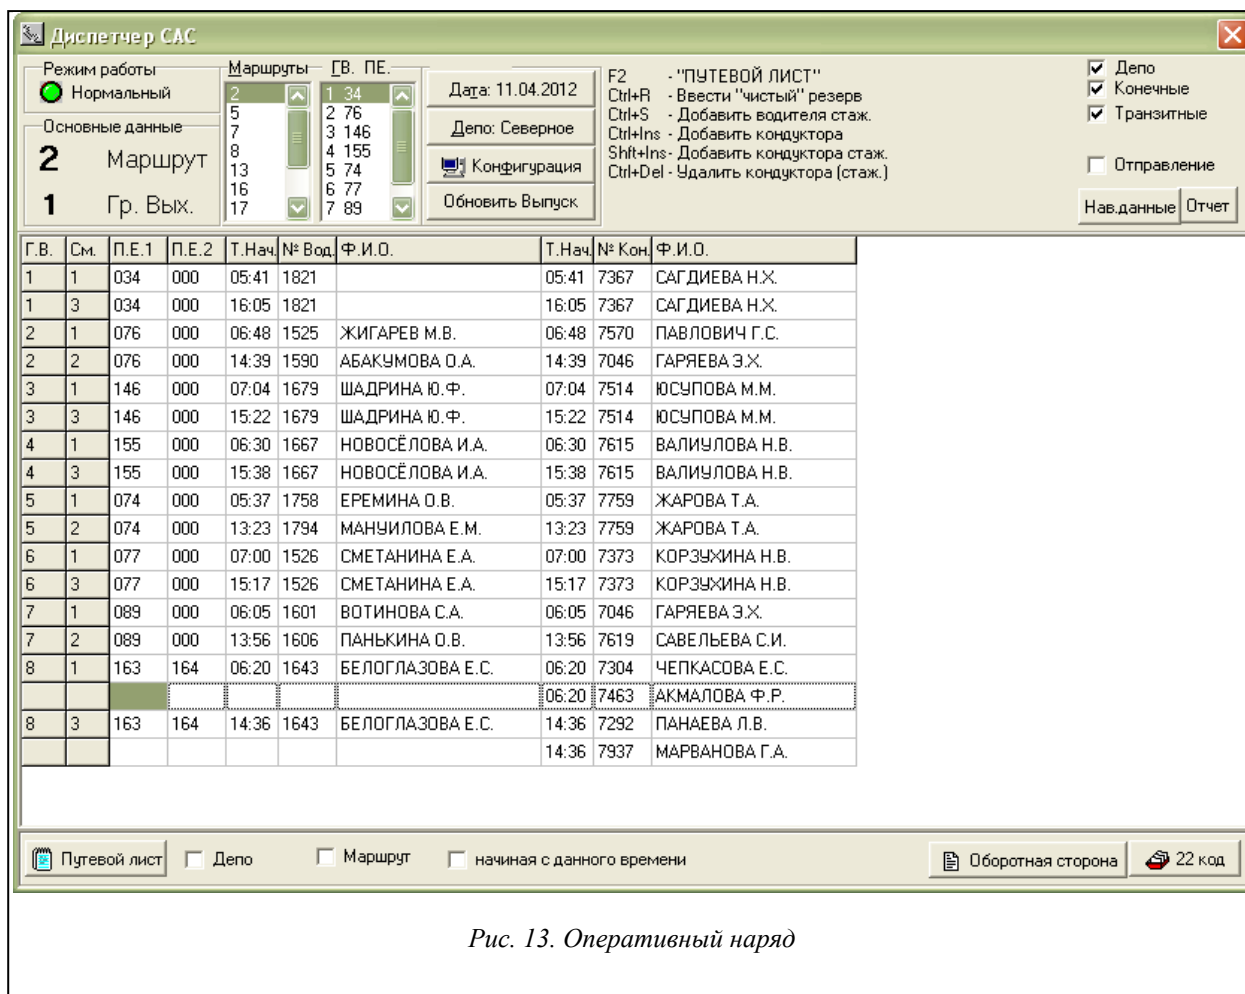 Диспетчер САС
Режим работы
Нормальный
Основные данные
2 Маршрут
1 Гр. Вых.
Маршруты
2
5
7
8
13
16
17
ГВ. ПЕ.
1 34
2 76
3 146
4 155
5 74
6 77
7 89
Дата: 11.04.2012
Депо: Северное
Конфигурация
Обновить Выпуск
F2 - "ПУТЕВОЙ ЛИСТ"
Ctrl+R - Ввести "чистый" резерв
Ctrl+S - Добавить водителя стаж.
Ctrl+Ins - Добавить кондуктора
Shft+Ins- Добавить кондуктора стаж.
Ctrl+Del - Удалить кондуктора (стаж.)
Депо
Конечные
Транзитные
Отправление
Нав.данные Отчет
Г.В. См. П.Е.1 П.Е.2 Т.Нач. № Вод. Ф.И.О. Т.Нач. № Кон. Ф.И.О.
1 1 034 000 05:41 1821 05:41 7367 САГДИЕВА Н.Х.
1 3 034 000 16:05 1821 16:05 7367 САГДИЕВА Н.Х.
2 1 076 000 06:48 1525 ЖИГАРЕВ М.В. 06:48 7570 ПАВЛОВИЧ Г.С.
2 2 076 000 14:39 1590 АБАКУМОВА О.А. 14:39 7046 ГАРЯЕВА Э.Х.
3 1 146 000 07:04 1679 ШАДРИНА Ю.Ф. 07:04 7514 ЮСУПОВА М.М.
3 3 146 000 15:22 1679 ШАДРИНА Ю.Ф. 15:22 7514 ЮСУПОВА М.М.
4 1 155 000 06:30 1667 НОВОСЁЛОВА И.А. 06:30 7615 ВАЛИУЛОВА Н.В.
4 3 155 000 15:38 1667 НОВОСЁЛОВА И.А. 15:38 7615 ВАЛИУЛОВА Н.В.
5 1 074 000 05:37 1758 ЕРЕМИНА О.В. 05:37 7759 ЖАРОВА Т.А.
5 2 074 000 13:23 1794 МАНУИЛОВА Е.М. 13:23 7759 ЖАРОВА Т.А.
6 1 077 000 07:00 1526 СМЕТАНИНА Е.А. 07:00 7373 КОРЗУХИНА Н.В.
6 3 077 000 15:17 1526 СМЕТАНИНА Е.А. 15:17 7373 КОРЗУХИНА Н.В.
7 1 089 000 06:05 1601 ВОТИНОВА С.А. 06:05 7046 ГАРЯЕВА Э.Х.
7 2 089 000 13:56 1606 ПАНЬКИНА О.В. 13:56 7619 САВЕЛЬЕВА С.И.
8 1 163 164 06:20 1643 БЕЛОГЛАЗОВА Е.С. 06:20 7304 ЧЕПКАСОВА Е.С.
06:20 7463 АКМАЛОВА Ф.Р.
8 3 163 164 14:36 1643 БЕЛОГЛАЗОВА Е.С. 14:36 7292 ПАНАЕВА Л.В.
14:36 7937 МАРВАНОВА Г.А.
Путевой лист Депо Маршрут начиная с данного времени Оборотная сторона 22 код
Рис. 13. Оперативный наряд